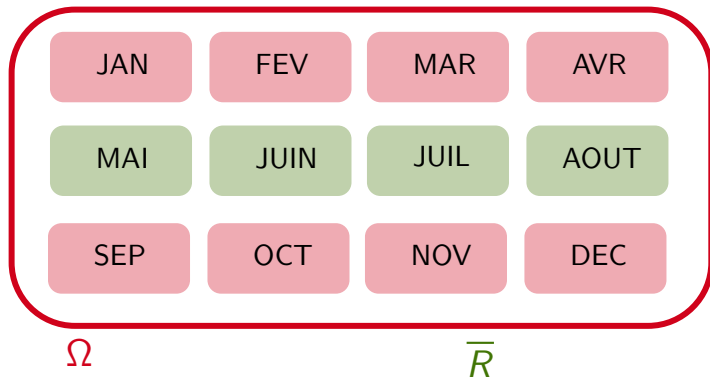 JAN FEV MAR AVR
MAI JUIN JUIL AOUT
SEP OCT NOV DEC
Ω R̅